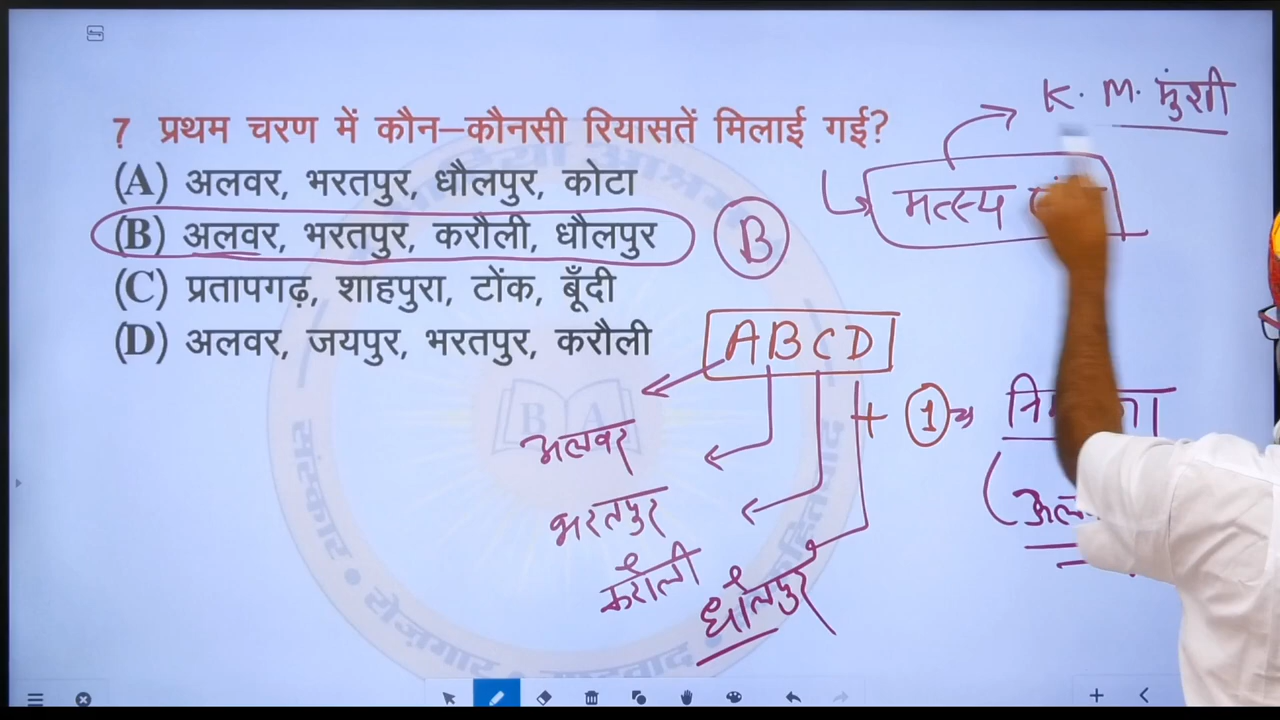 7 प्रथम चरण में कौन–कौनसी रियासतें मिलाई गई?
(A) अलवर, भरतपुर, धौलपुर, कोटा
(B) अलवर, भरतपुर, करौली, धौलपुर
(C) प्रतापगढ़, शाहपुरा, टोंक, बूँदी
(D) अलवर, जयपुर, भरतपुर, करौली
K. M. मुंशी
मत्स्य
B
A B C D
+ 1
अलवर
भरतपुर
करौली
धौलपुर
B A
संस्कार • रोज़गार